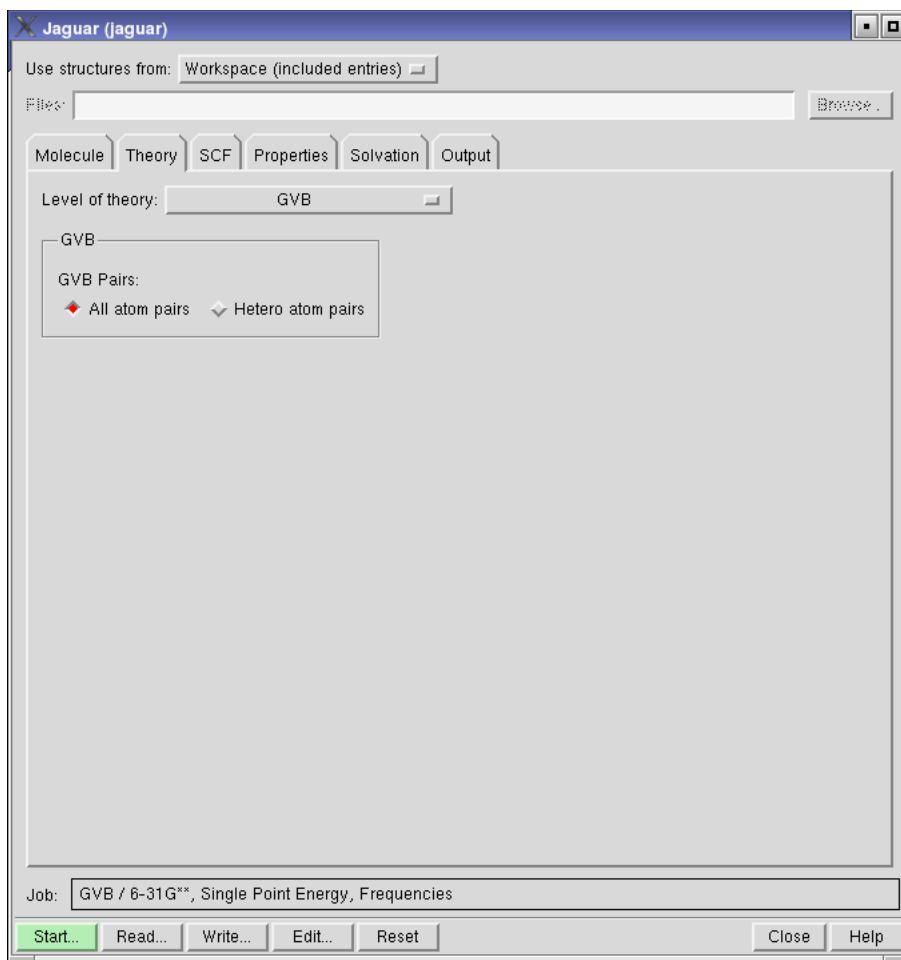 Jaguar (jaguar)
Use structures from: Workspace (included entries)
Files: Browse...
Molecule Theory SCF Properties Solvation Output
Level of theory: GVB
GVB
GVB Pairs:
All atom pairs Hetero atom pairs
Job: GVB / 6-31G**, Single Point Energy, Frequencies
Start... Read... Write... Edit... Reset Close Help